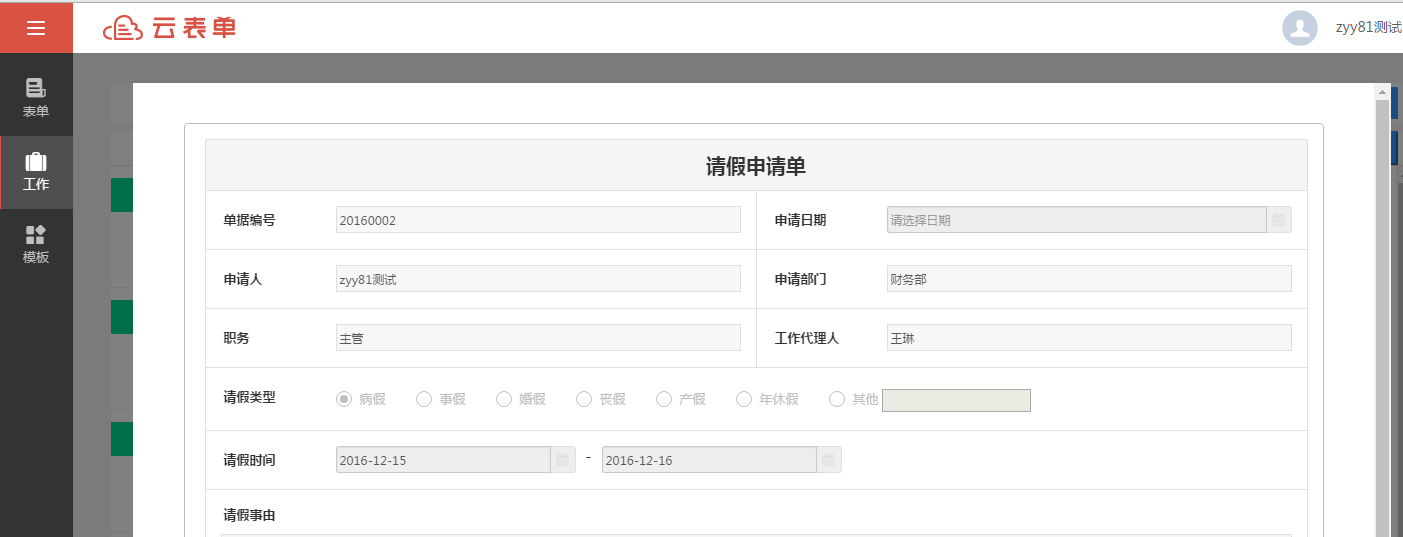 云表单
zyy81测试
表单
工作
模板
请假申请单
单据编号 20160002 申请日期 请选择日期
申请人 zyy81测试 申请部门 财务部
职务 主管 工作代理人 王琳
请假类型 病假 事假 婚假 丧假 产假 年休假 其他
请假时间 2016-12-15 - 2016-12-16
请假事由